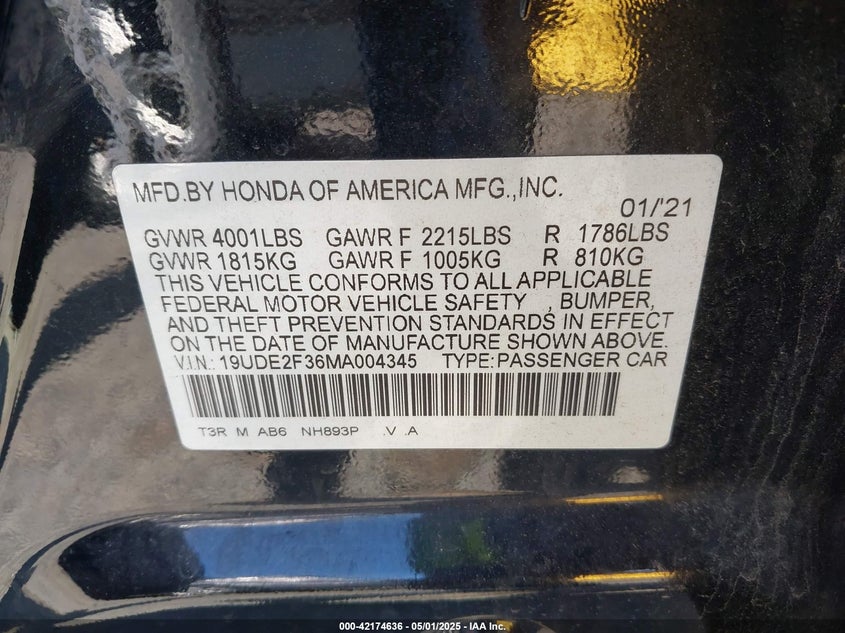 MFD.BY HONDA OF AMERICA MFG.,INC.
01/'21
GVWR 4001LBS GAWR F 2215LBS R 1786LBS
GVWR 1815KG GAWR F 1005KG R 810KG
THIS VEHICLE CONFORMS TO ALL APPLICABLE
FEDERAL MOTOR VEHICLE SAFETY , BUMPER,
AND THEFT PREVENTION STANDARDS IN EFFECT
ON THE DATE OF MANUFACTURE SHOWN ABOVE.
V.I.N.: 19UDE2F36MA004345 TYPE:PASSENGER CAR
T3R M AB6 NH893P .V .A
000-42174636 - 05/01/2025 - IAA Inc.